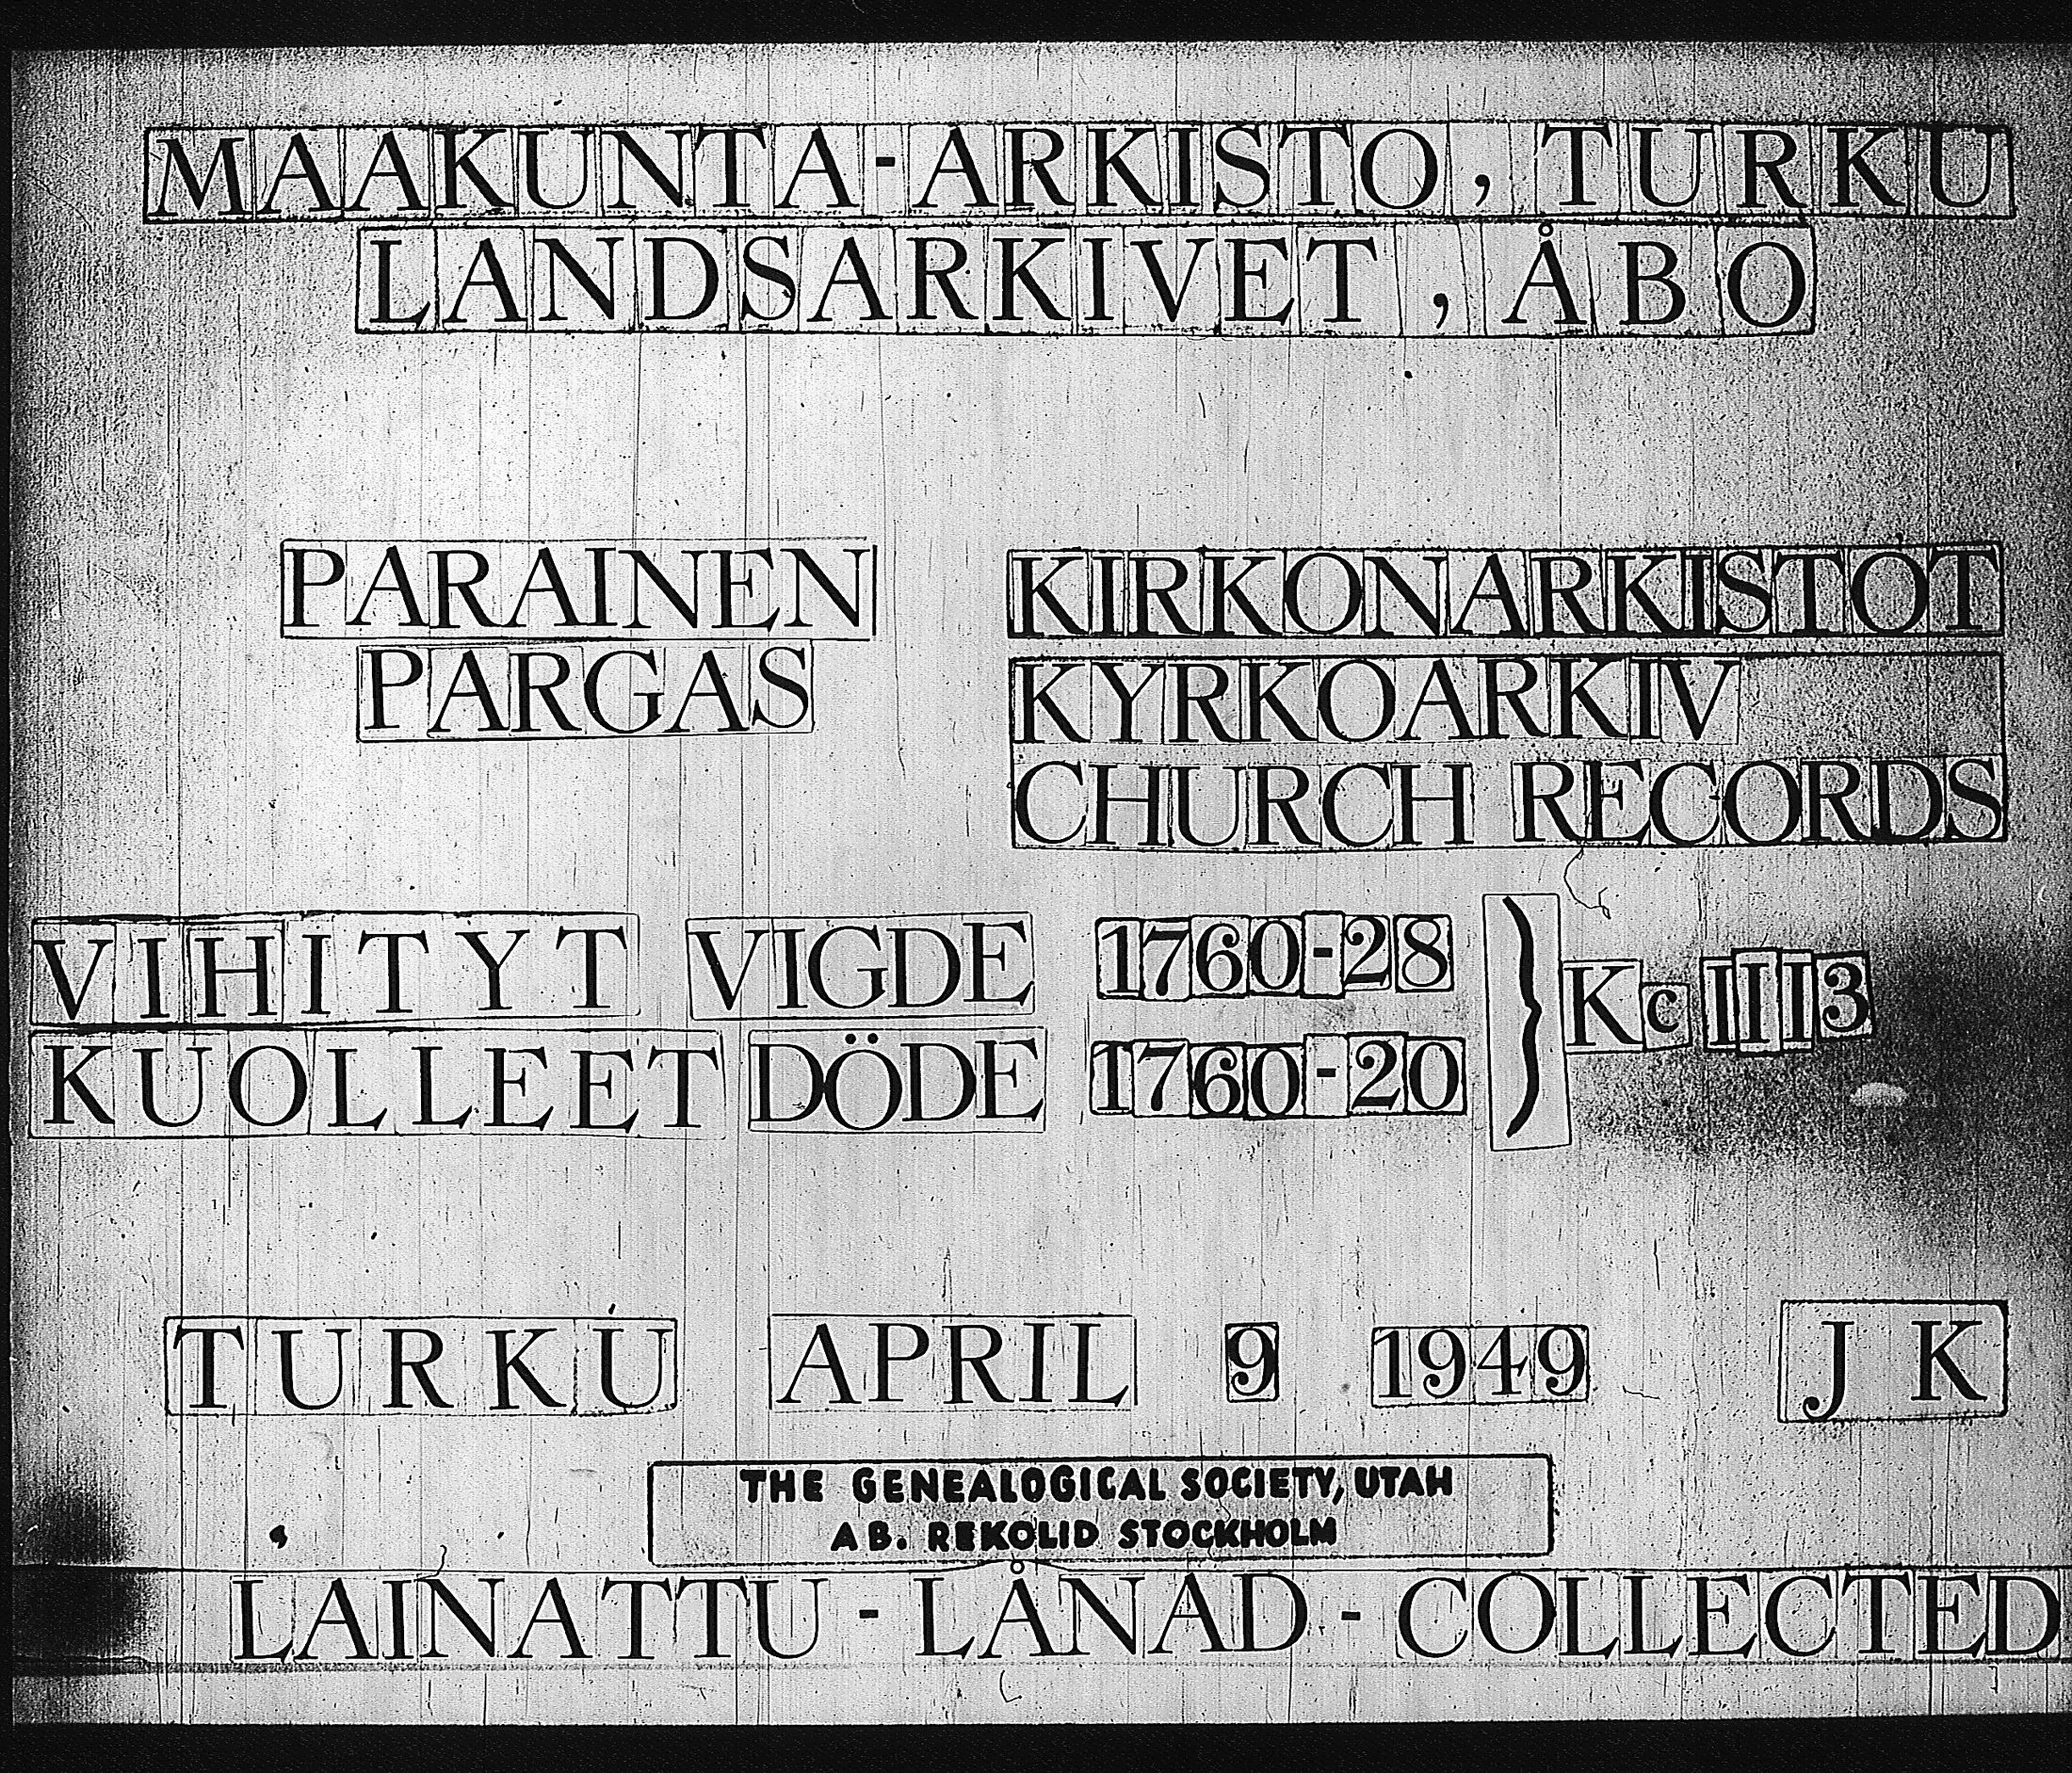 MAAKUNTA-ARKISTO, TURKU
LANDSARKIVET, ÅBO
PARAINEN
PARGAS
KIRKONARKISTOT
KYRKOARKIV
CHURCH RECORDS
VIHITYT VIGDE 1760-28
KUOLLEET DÖDE 1760-20
} Kc III3
TURKU APRIL 9 1949 J K
THE GENEALOGICAL SOCIETY, UTAH
AB. REKOLID STOCKHOLM
LAINATTU - LÅNAD - COLLECTED